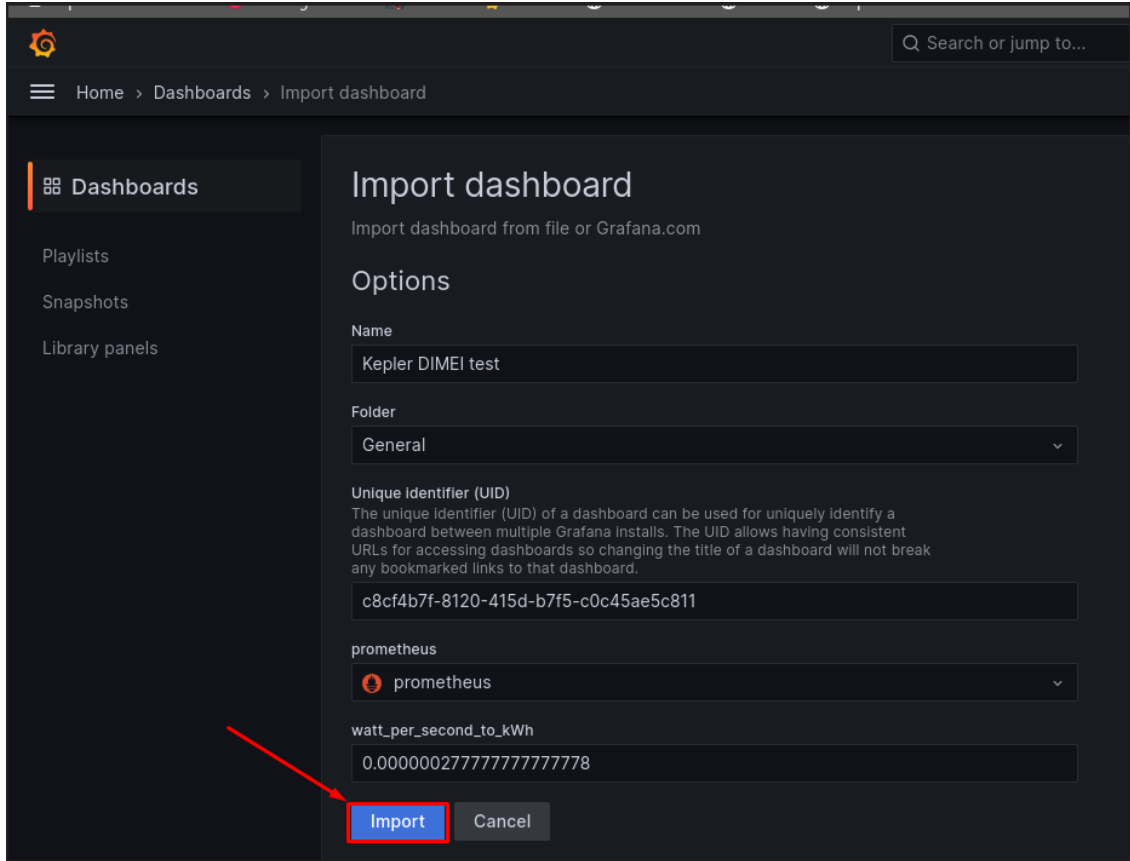 Search or jump to...
Home › Dashboards › Import dashboard
Dashboards
Playlists
Snapshots
Library panels
Import dashboard
Import dashboard from file or Grafana.com
Options
Name
Kepler DIMEI test
Folder
General
Unique identifier (UID)
The unique identifier (UID) of a dashboard can be used for uniquely identify a
dashboard between multiple Grafana installs. The UID allows having consistent
URLs for accessing dashboards so changing the title of a dashboard will not break
any bookmarked links to that dashboard.
c8cf4b7f-8120-415d-b7f5-c0c45ae5c811
prometheus
prometheus
watt_per_second_to_kWh
0.000000277777777777778
Import Cancel